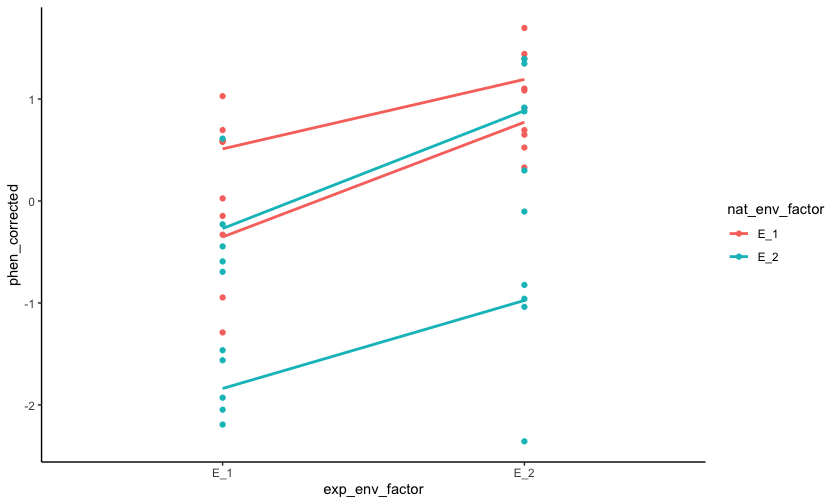 phen_corrected
1
0
-1
-2
E_1
E_2
exp_env_factor
nat_env_factor
E_1
E_2